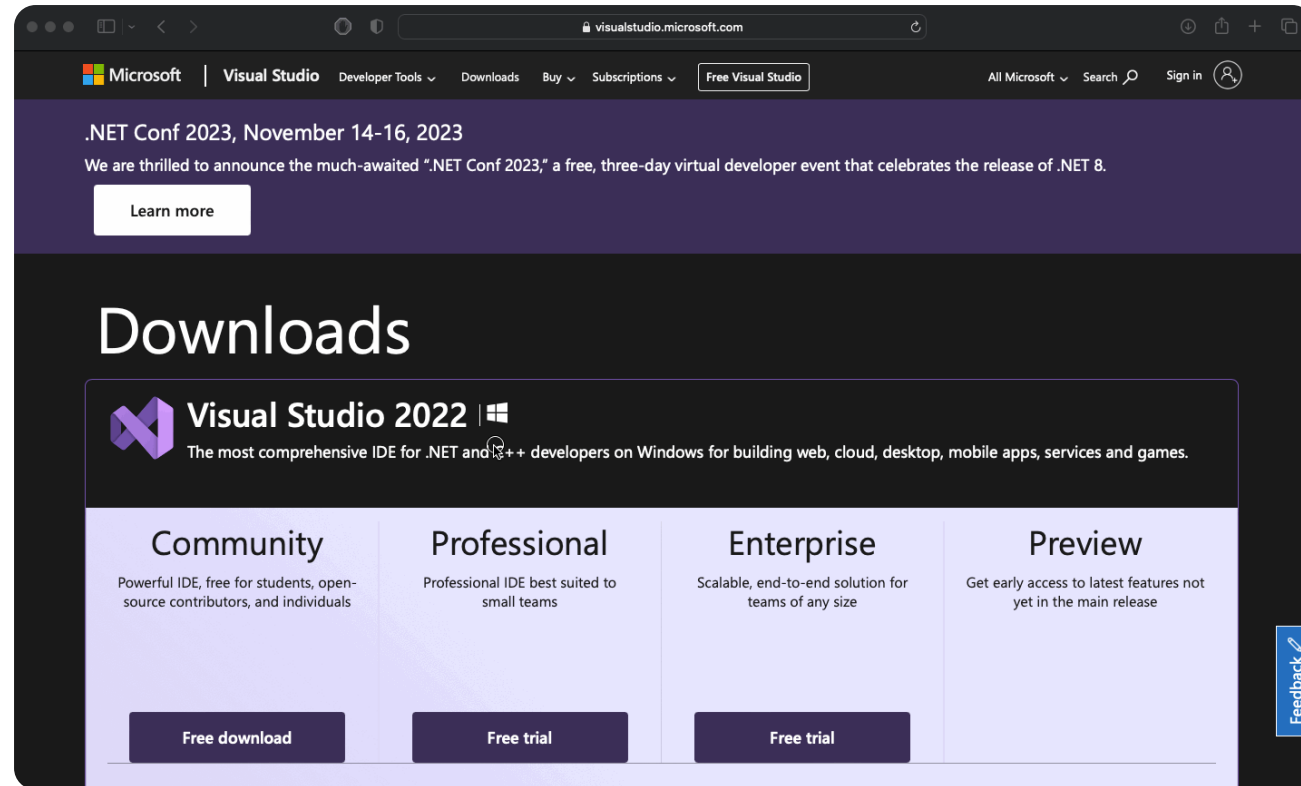 visualstudio.microsoft.com
Microsoft | Visual Studio Developer Tools Downloads Buy Subscriptions Free Visual Studio All Microsoft Search Sign in
.NET Conf 2023, November 14-16, 2023
We are thrilled to announce the much-awaited “.NET Conf 2023,” a free, three-day virtual developer event that celebrates the release of .NET 8.
Learn more
Downloads
Visual Studio 2022
The most comprehensive IDE for .NET and C++ developers on Windows for building web, cloud, desktop, mobile apps, services and games.
Community
Powerful IDE, free for students, open-
source contributors, and individuals
Free download
Professional
Professional IDE best suited to
small teams
Free trial
Enterprise
Scalable, end-to-end solution for
teams of any size
Free trial
Preview
Get early access to latest features not
yet in the main release
Feedback